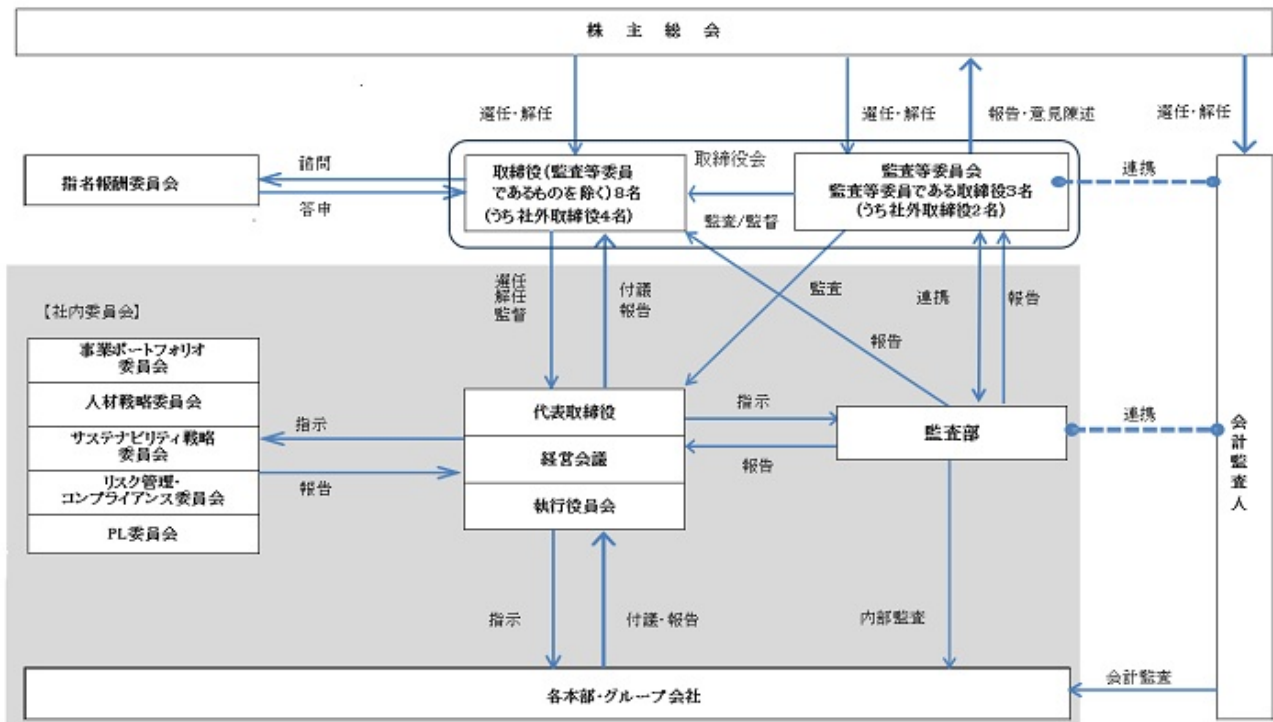 株主総会
選任・解任
選任・解任
報告・意見陳述
選任・解任
指名報酬委員会
諮問
答申
取締役会
取締役(監査等委員
であるものを除く)8名
(うち社外取締役4名)
監査/監督
監査等委員会
監査等委員である取締役3名
(うち社外取締役2名)
連携
選任
解任
監督
付議
報告
監査
報告
連携
報告
【社内委員会】
事業ポートフォリオ
委員会
人材戦略委員会
サステナビリティ戦略
委員会
リスク管理・
コンプライアンス委員会
PL委員会
指示
報告
代表取締役
経営会議
執行役員会
指示
報告
監査部
連携
会計監査人
指示
付議・報告
内部監査
会計監査
各本部・グループ会社